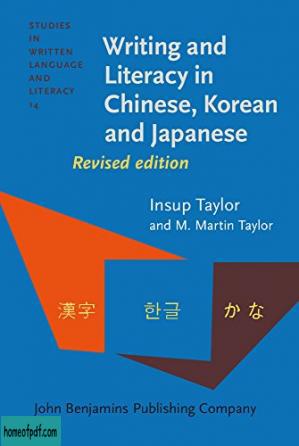 STUDIES
IN
WRITTEN
LANGUAGE
AND
LITERACY
14
Writing and
Literacy in
Chinese, Korean
and Japanese
Revised edition
Insup Taylor
and M. Martin Taylor
漢字 한글 かな
John Benjamins Publishing Company
homeofpdf.com